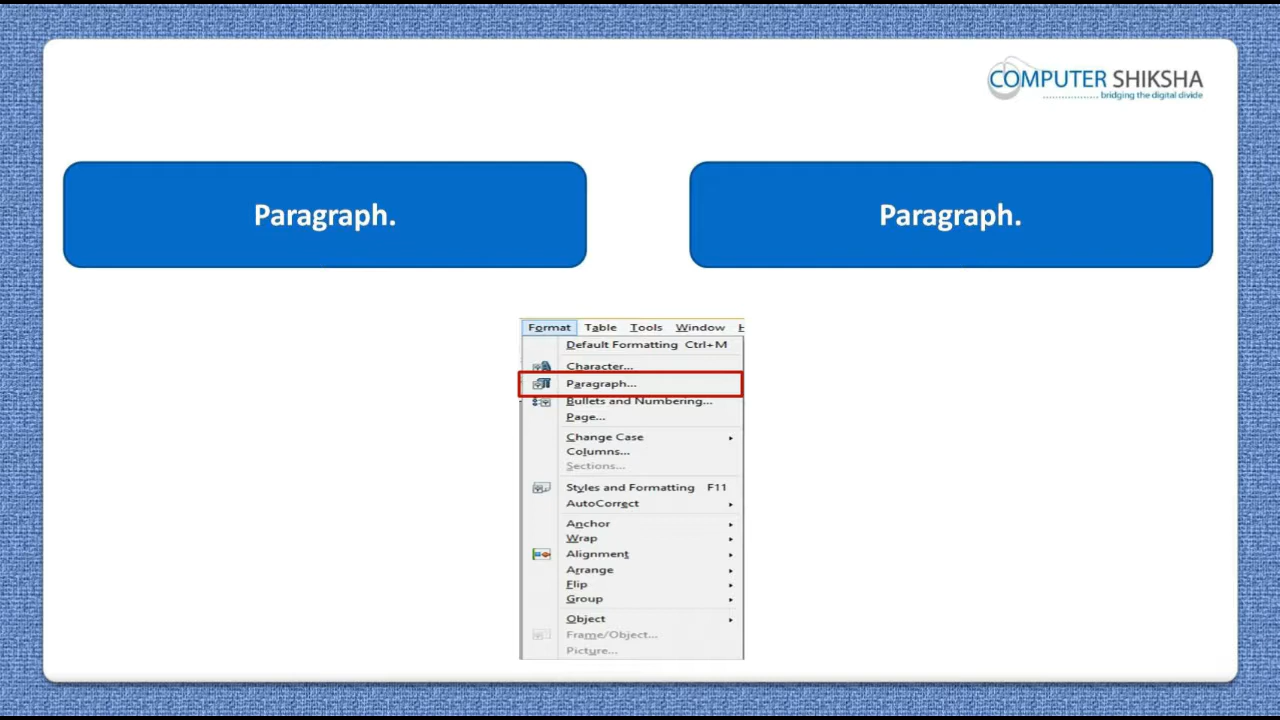 COMPUTER SHIKSHA
bridging the digital divide
Paragraph.
Paragraph.
Format Table Tools Window H
Default Formatting Ctrl+M
Character...
Paragraph...
Bullets and Numbering...
Page...
Change Case
Columns...
Sections...
Styles and Formatting F11
AutoCorrect
Anchor
Wrap
Alignment
Arrange
Flip
Group
Object
Frame/Object...
Picture...